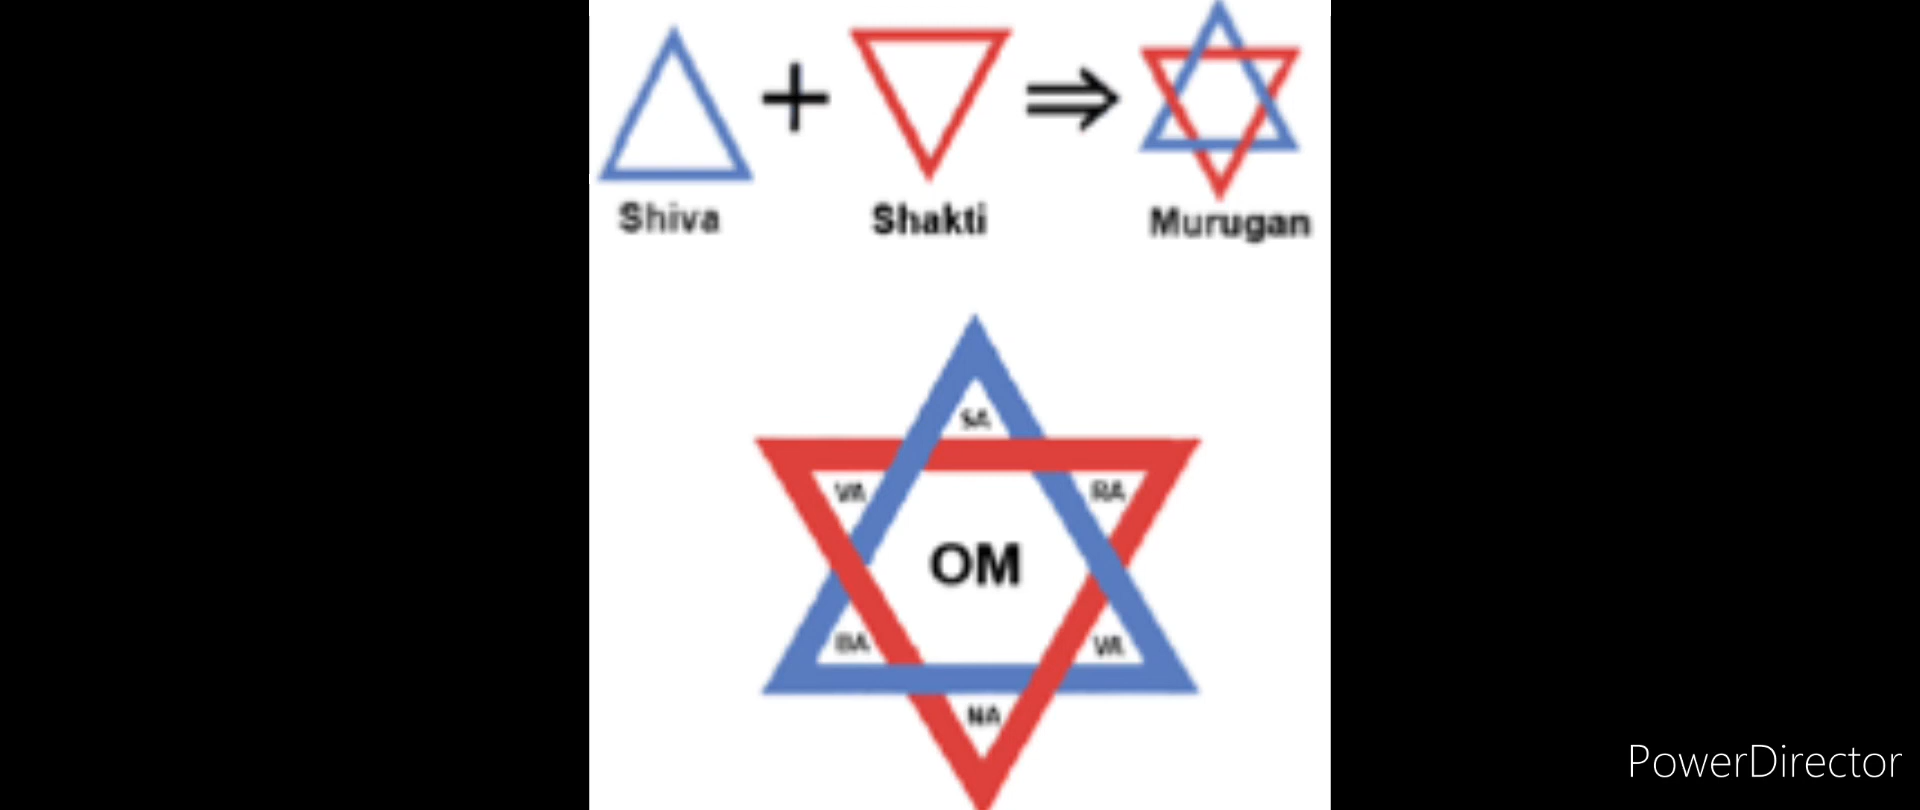 Shiva
+
Shakti
⇒
Murugan
SA
VA
RA
OM
BA
VA
NA
PowerDirector